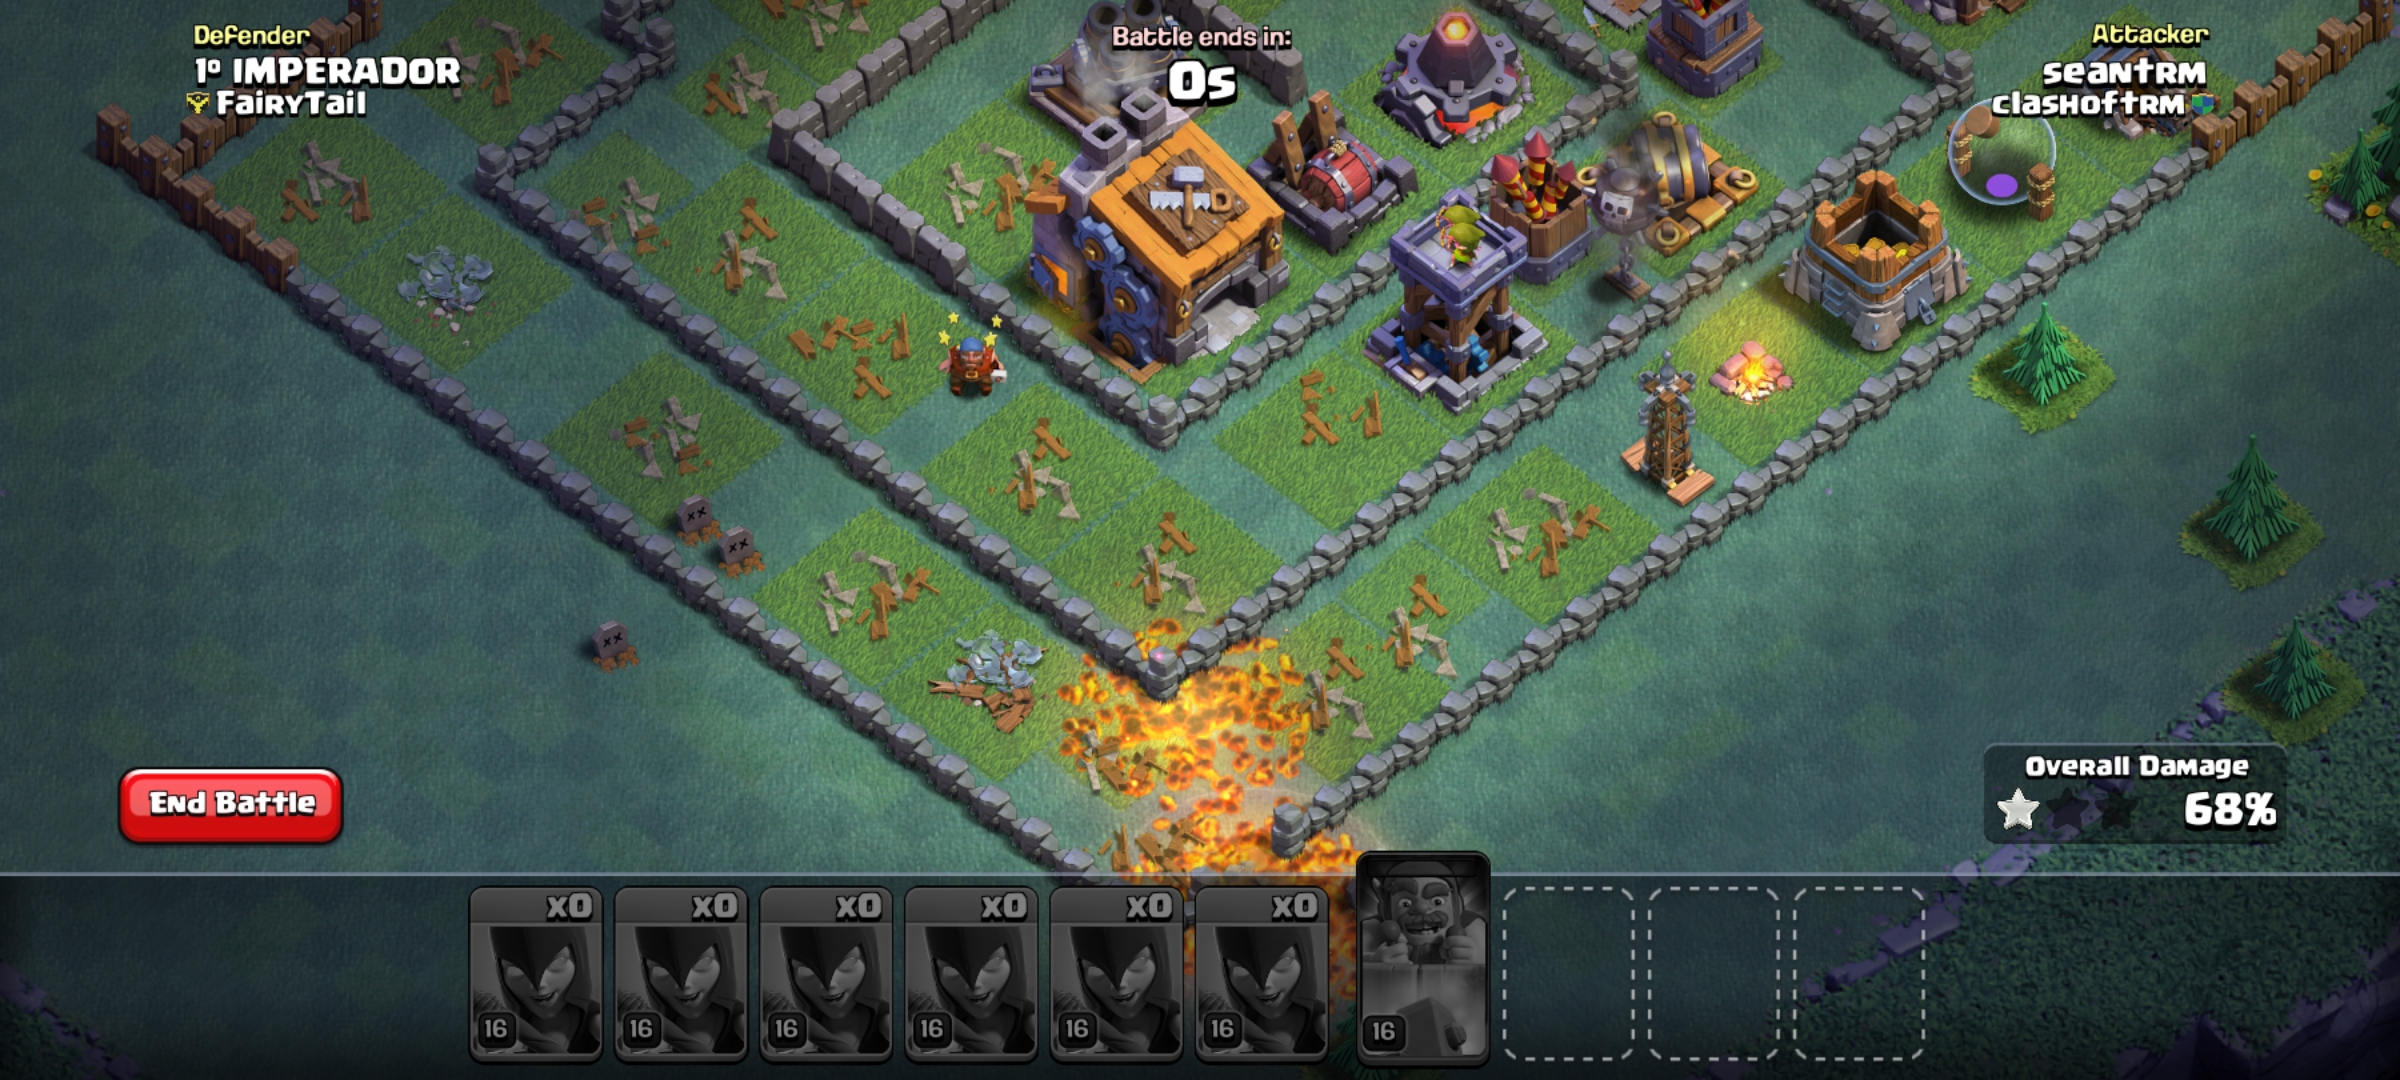 Defender
1º IMPERADOR
FairyTail
Battle ends in:
0s
Attacker
seantRM
clashoftRM
End Battle
Overall Damage
68%
x0
x0
x0
x0
x0
x0
16
16
16
16
16
16
16